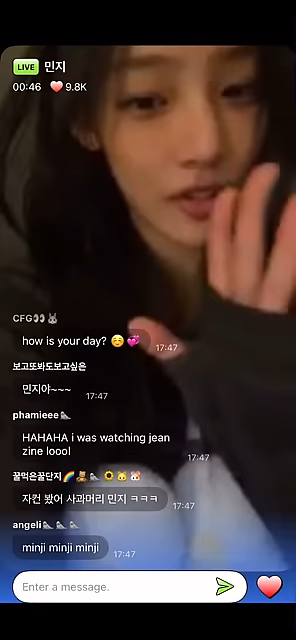 LIVE 민지
00:46 ❤️ 9.8K
CFG👀🐰
how is your day? ☺️💞
17:47
보고또봐도보고싶은
민지야~~~
17:47
phamieee
HAHAHA i was watching jean
zine loool
17:47
꿀먹은꿀단지🌈🧸🌻🐱🐹
자컨 봤어 사과머리 민지 ㅋㅋㅋ
17:47
angeli
minji minji minji
17:47
Enter a message.